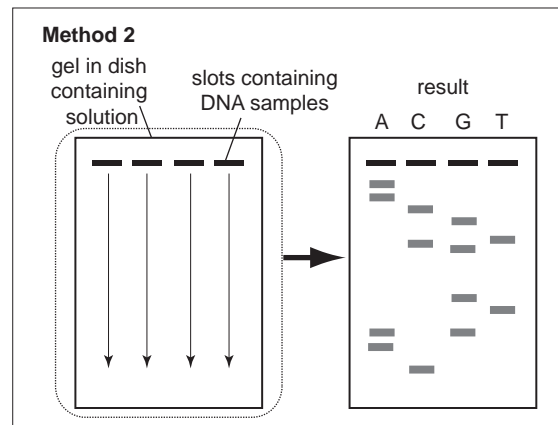 Method 2
gel in dish
containing
solution
slots containing
DNA samples
result
A C G T